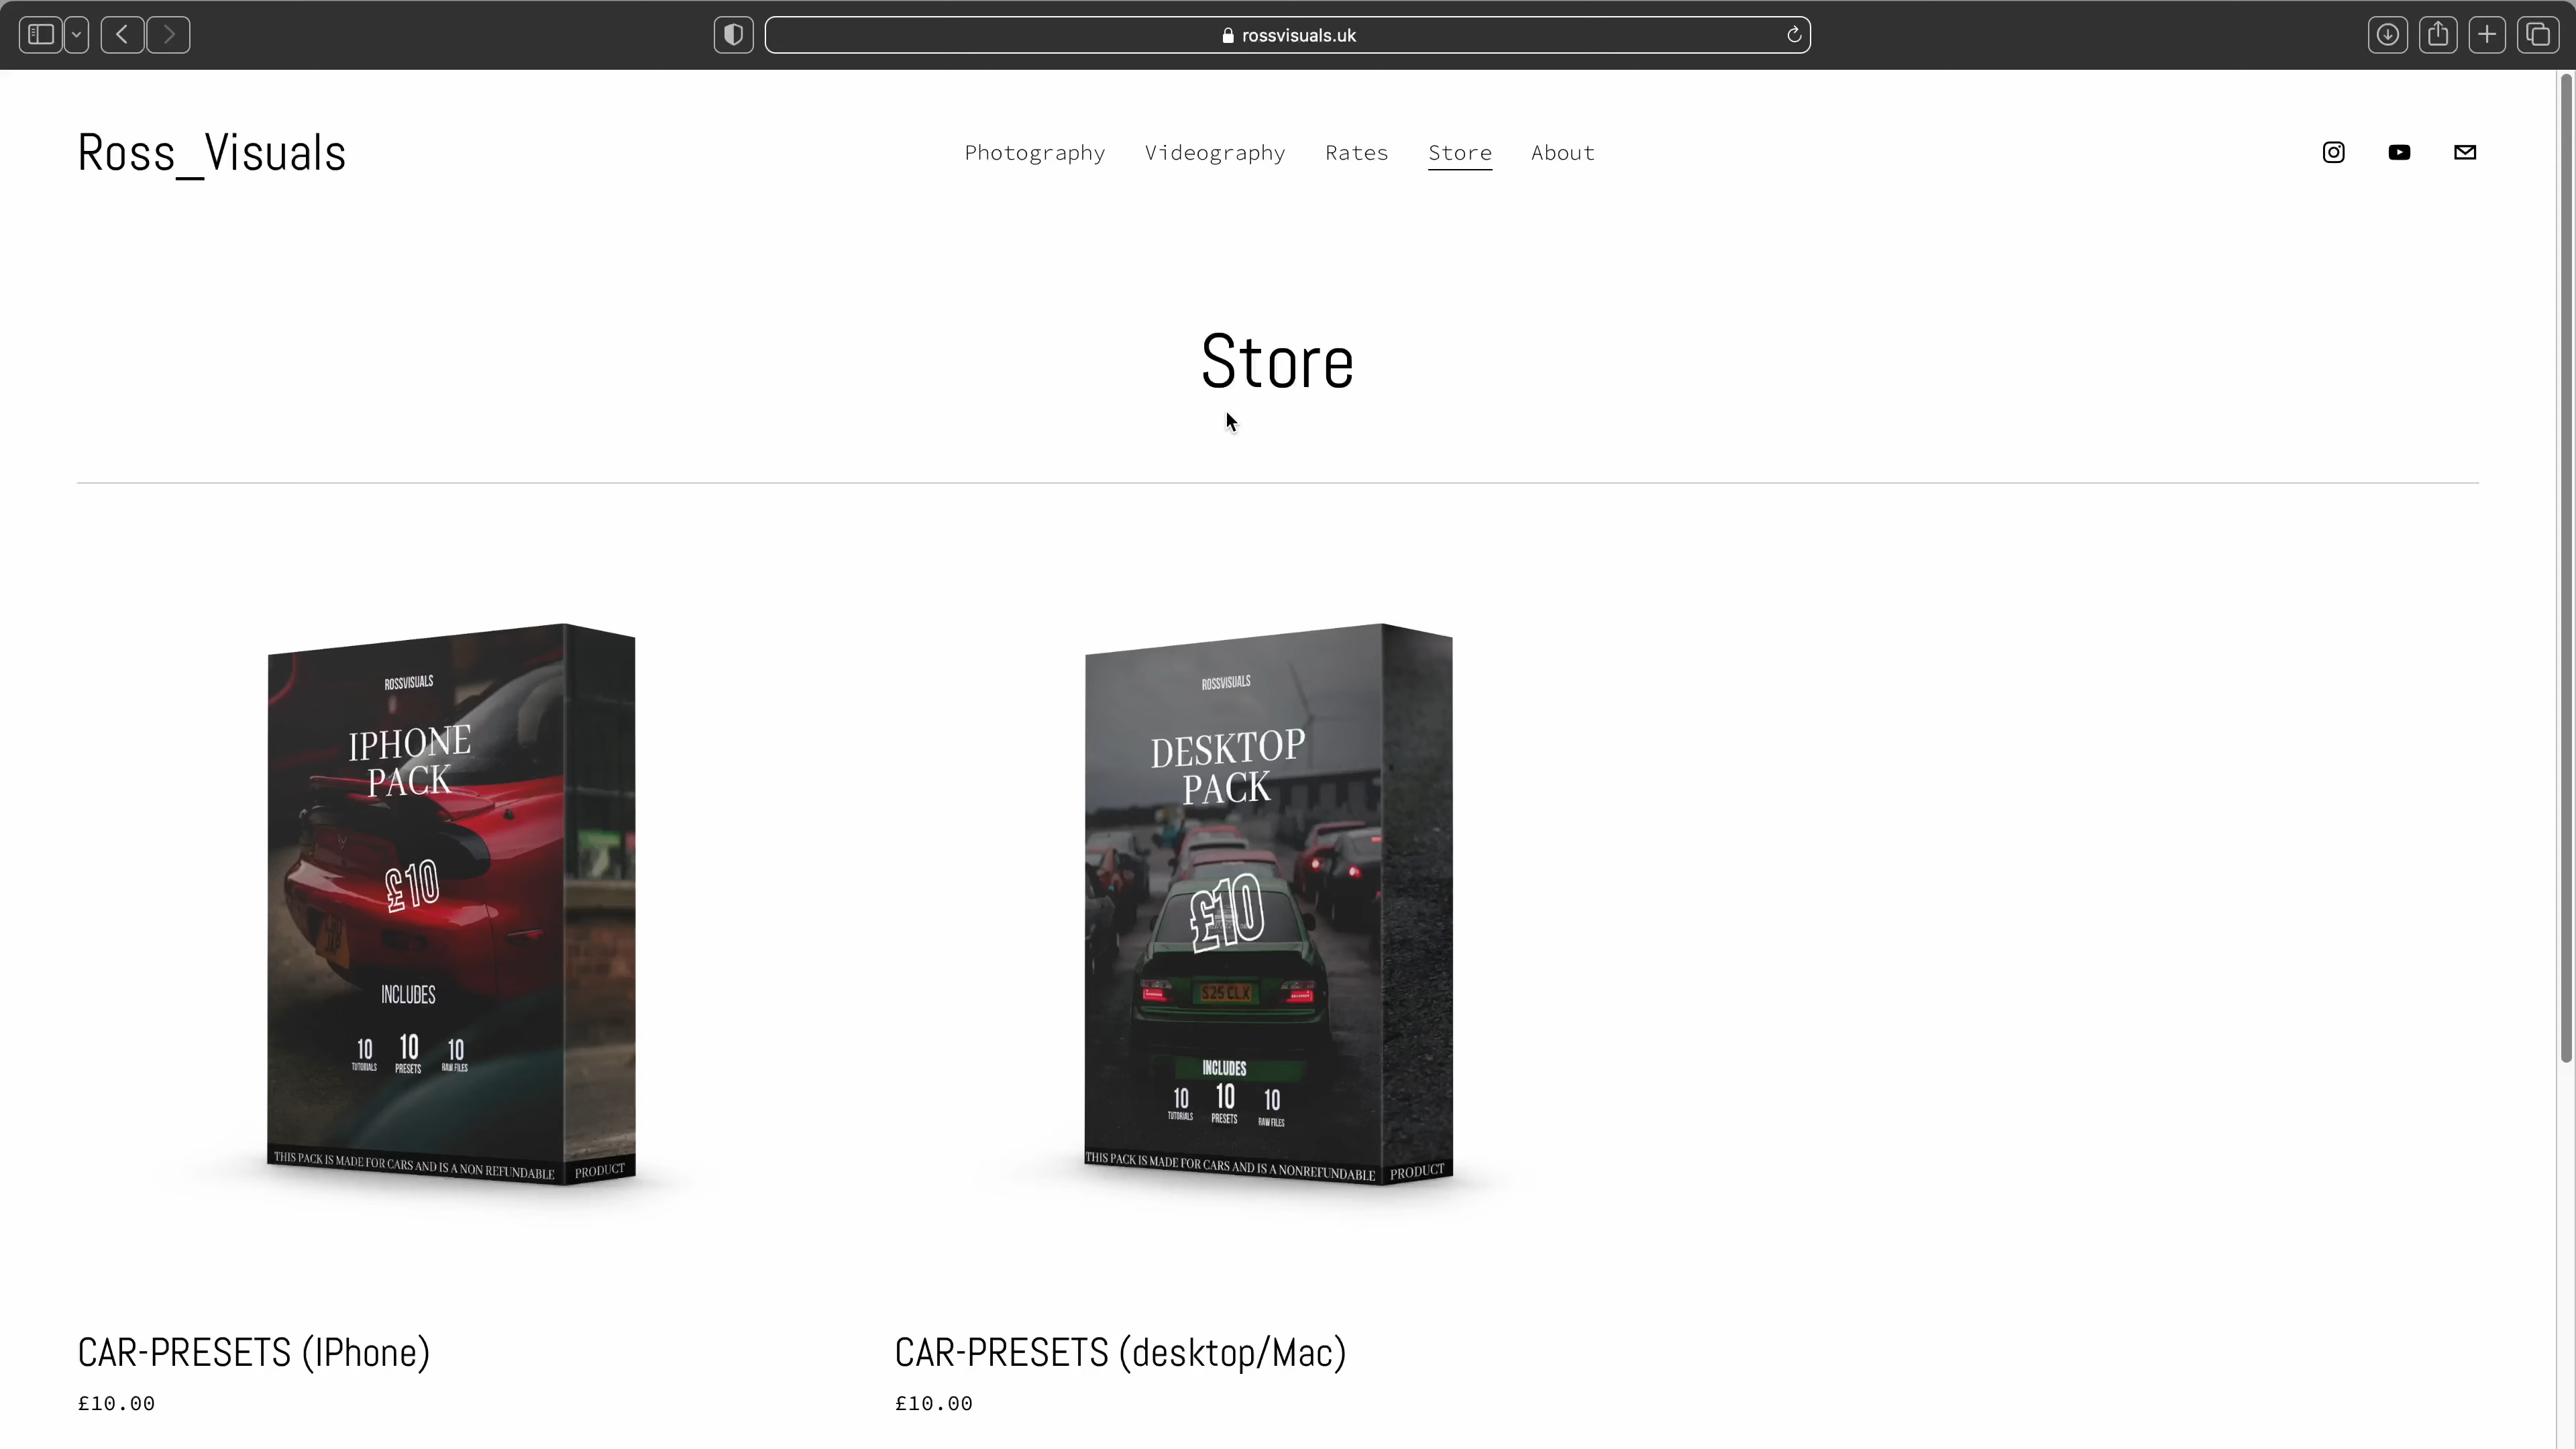 rossvisuals.uk
Ross_Visuals
Photography Videography Rates Store About
Store
ROSSVISUALS
IPHONE
PACK
£10
INCLUDES
10 10 10
TUTORIALS PRESETS RAW FILES
THIS PACK IS MADE FOR CARS AND IS A NON REFUNDABLE PRODUCT
ROSSVISUALS
DESKTOP
PACK
£10
S25 CLX
INCLUDES
10 10 10
TUTORIALS PRESETS RAW FILES
THIS PACK IS MADE FOR CARS AND IS A NONREFUNDABLE PRODUCT
CAR-PRESETS (IPhone)
£10.00
CAR-PRESETS (desktop/Mac)
£10.00